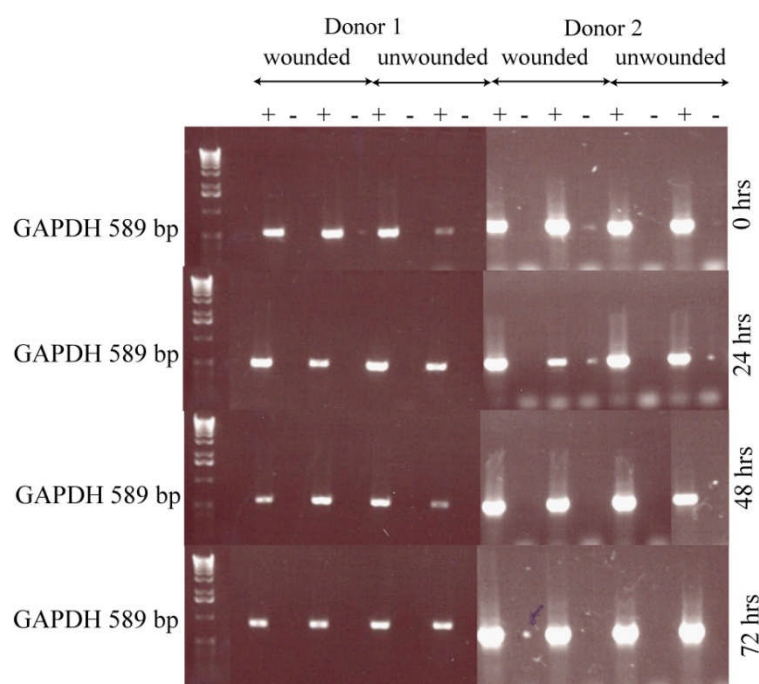 Donor 1 Donor 2
wounded unwounded wounded unwounded
+ - + - + - + - + - + - + - + -
GAPDH 589 bp 0 hrs
GAPDH 589 bp 24 hrs
GAPDH 589 bp 48 hrs
GAPDH 589 bp 72 hrs